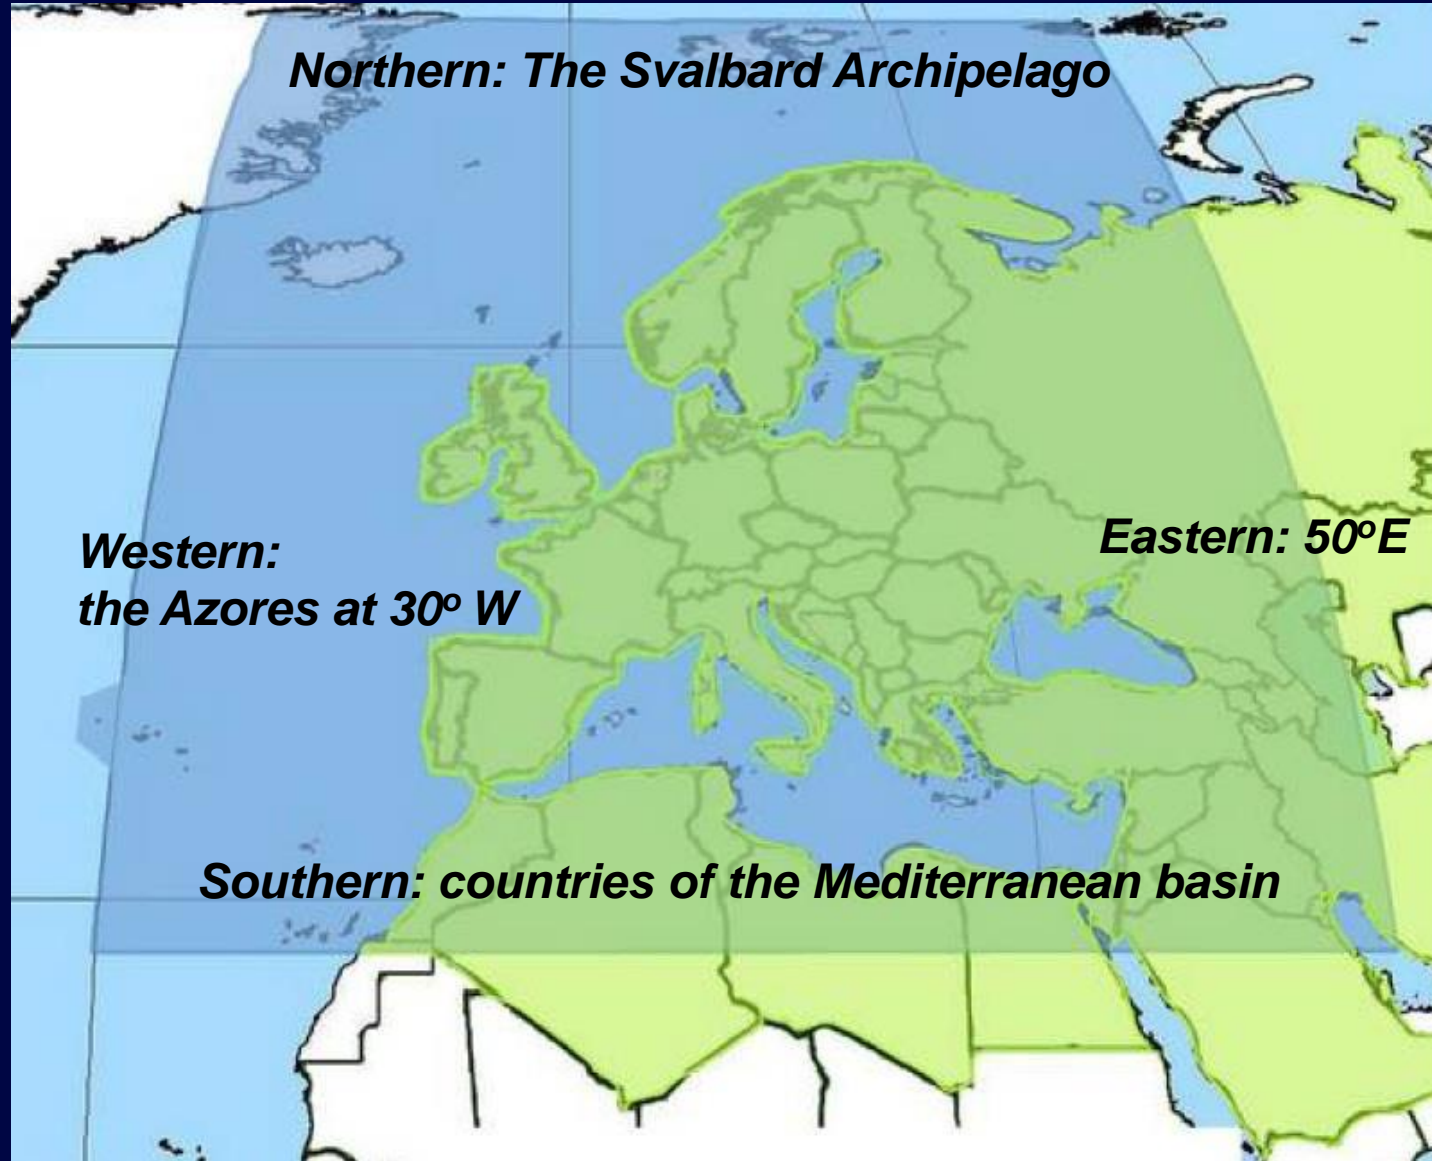 Northern: The Svalbard Archipelago
Eastern: 50ºE
Western:
the Azores at 30º W
Southern: countries of the Mediterranean basin